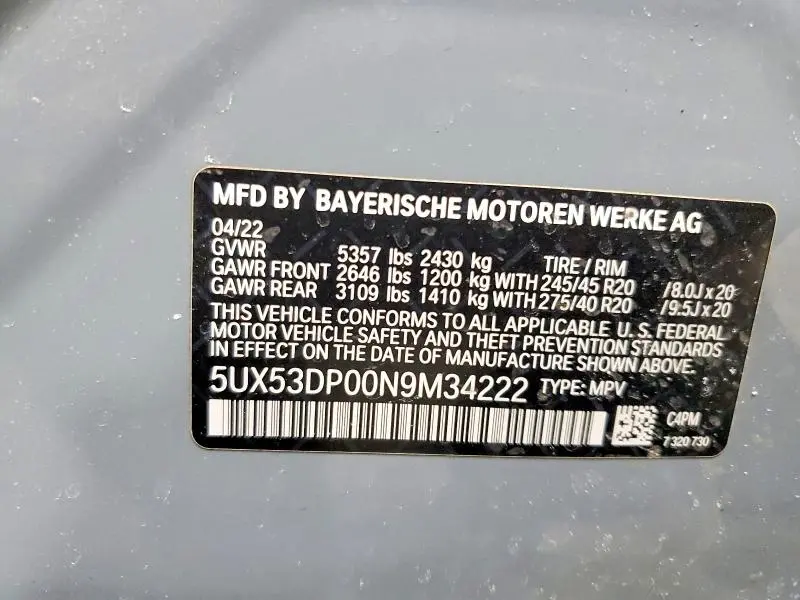 MFD BY BAYERISCHE MOTOREN WERKE AG
04/22
GVWR 5357 lbs 2430 kg TIRE / RIM
GAWR FRONT 2646 lbs 1200 kg WITH 245/45 R20 /8.0J x 20
GAWR REAR 3109 lbs 1410 kg WITH 275/40 R20 /9.5J x 20
THIS VEHICLE CONFORMS TO ALL APPLICABLE U. S. FEDERAL
MOTOR VEHICLE SAFETY AND THEFT PREVENTION STANDARDS
IN EFFECT ON THE DATE OF MANUFACTURE SHOWN ABOVE.
5UX53DP00N9M34222 TYPE: MPV
C4PM
7 320 730